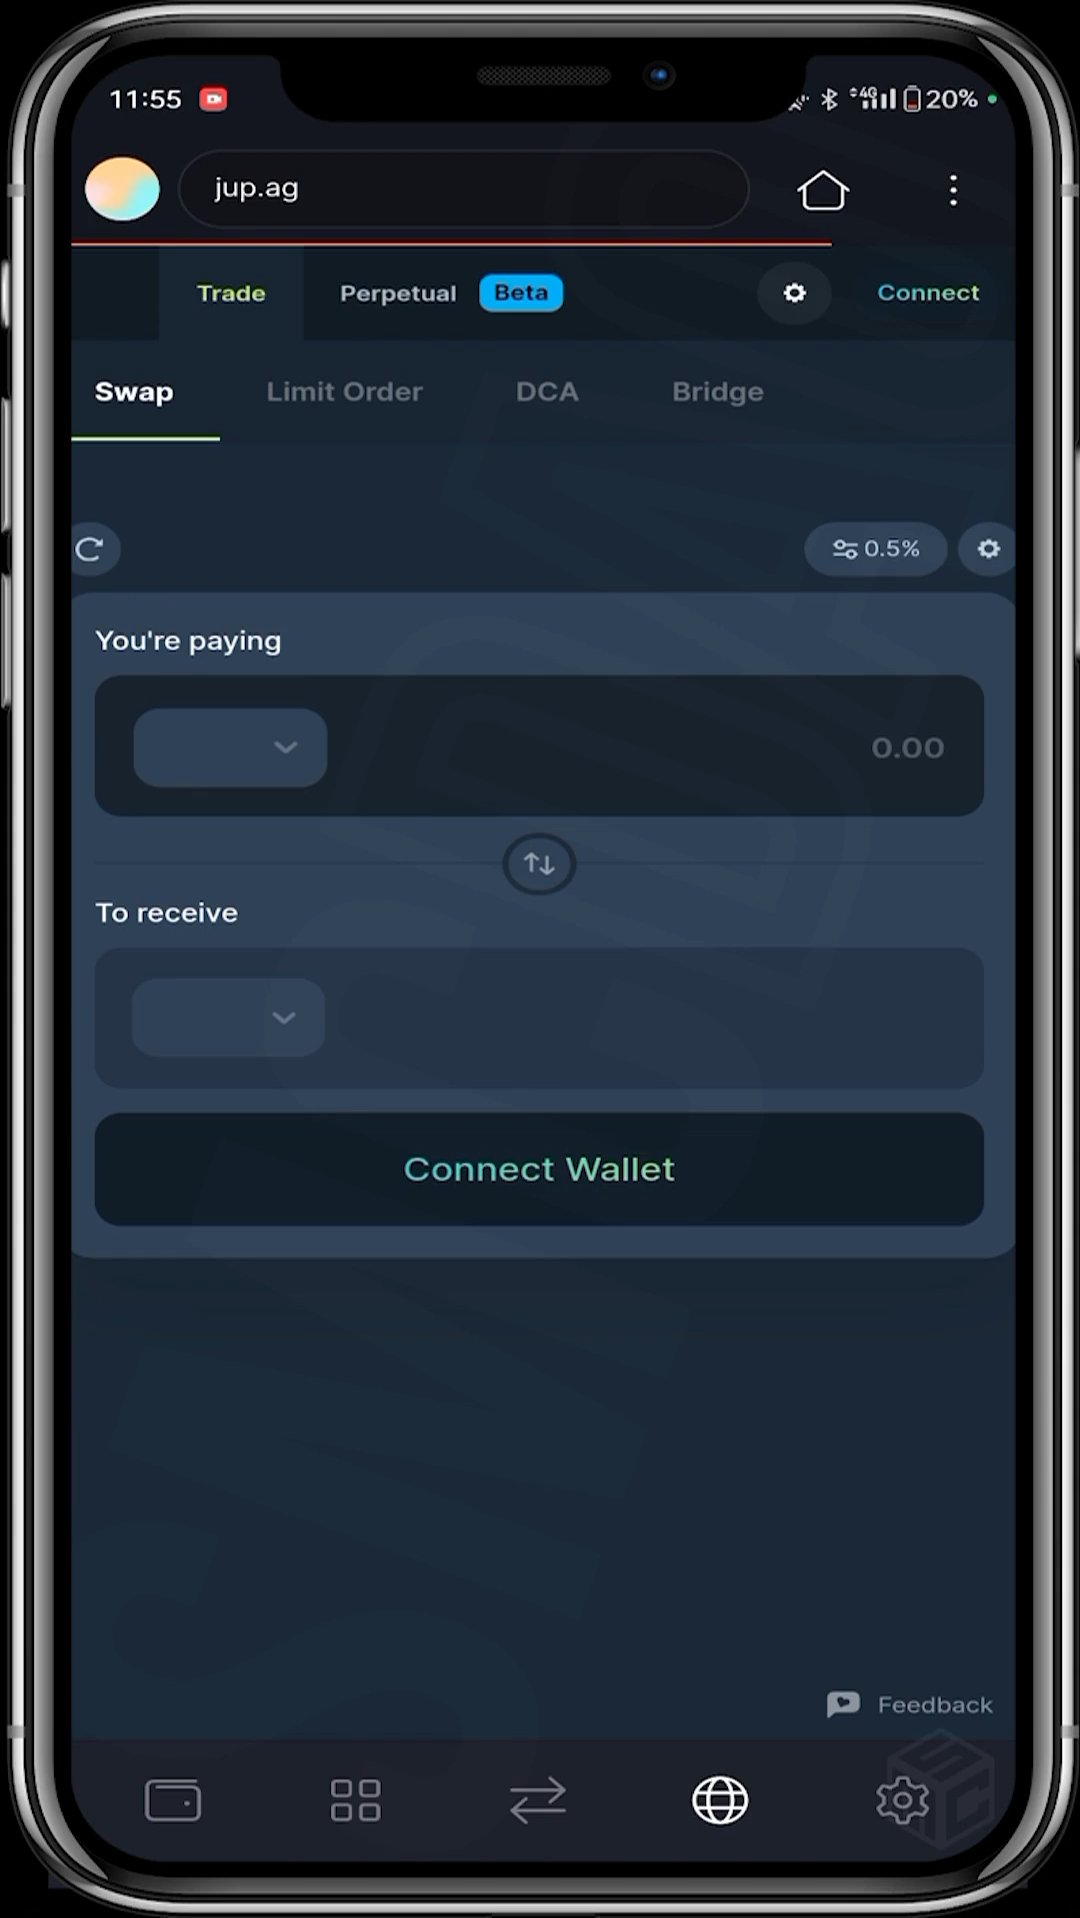 11:55 4G 20%
jup.ag
Trade Perpetual Beta Connect
Swap Limit Order DCA Bridge
0.5%
You're paying
0.00
To receive
Connect Wallet
Feedback